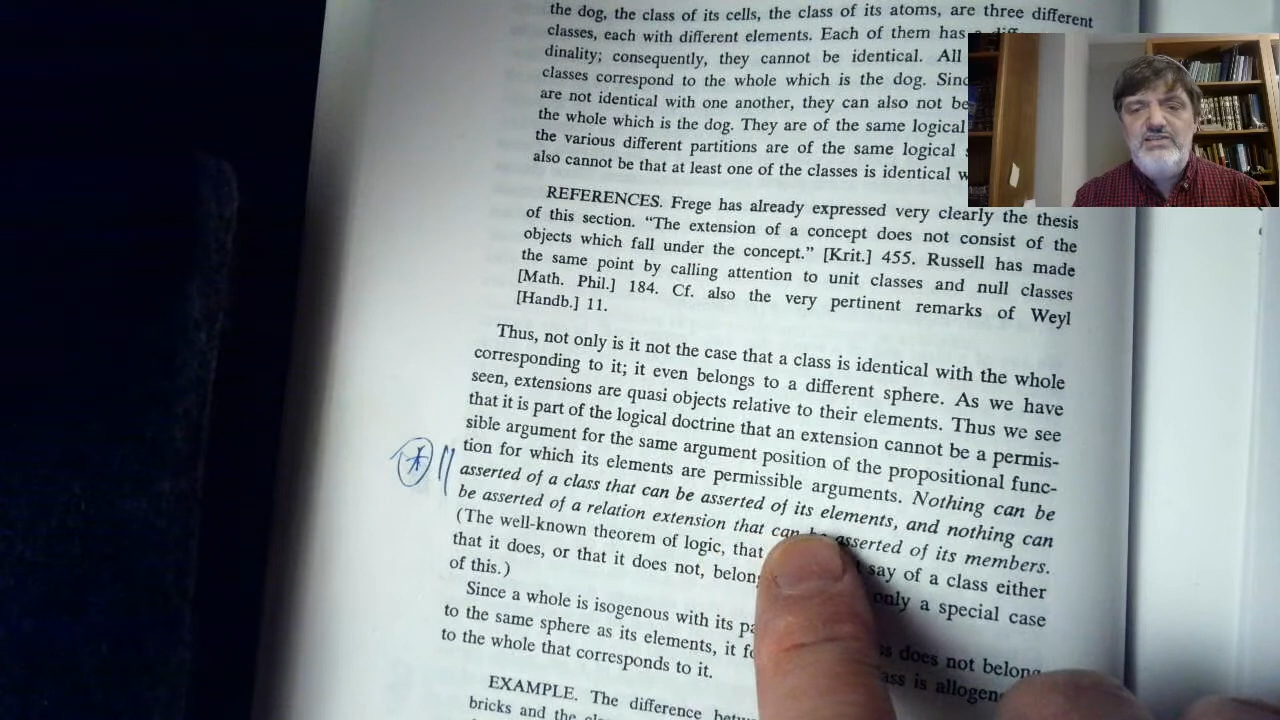 the dog, the class of its cells, the class of its atoms, are three different
classes, each with different elements. Each of them has a
dinality; consequently, they cannot be identical. All
classes correspond to the whole which is the dog. Sinc
are not identical with one another, they can also not be
the whole which is the dog. They are of the same logical
the various different partitions are of the same logical
also cannot be that at least one of the classes is identical w
REFERENCES. Frege has already expressed very clearly the thesis
of this section. "The extension of a concept does not consist of the
objects which fall under the concept." [Krit.] 455. Russell has made
the same point by calling attention to unit classes and null classes
[Math. Phil.] 184. Cf. also the very pertinent remarks of Weyl
[Handb.] 11.
Thus, not only is it not the case that a class is identical with the whole
corresponding to it; it even belongs to a different sphere. As we have
seen, extensions are quasi objects relative to their elements. Thus we see
that it is part of the logical doctrine that an extension cannot be a permis-
sible argument for the same argument position of the propositional func-
tion for which its elements are permissible arguments. Nothing can be
asserted of a class that can be asserted of its elements, and nothing can
be asserted of a relation extension that can be asserted of its members.
(The well-known theorem of logic, that say of a class either
that it does, or that it does not, belong only a special case
of this.)
Since a whole is isogenous with its pa s does not belong
to the same sphere as its elements, it fo ass is allogen
to the whole that corresponds to it.
EXAMPLE. The difference betw
bricks and the